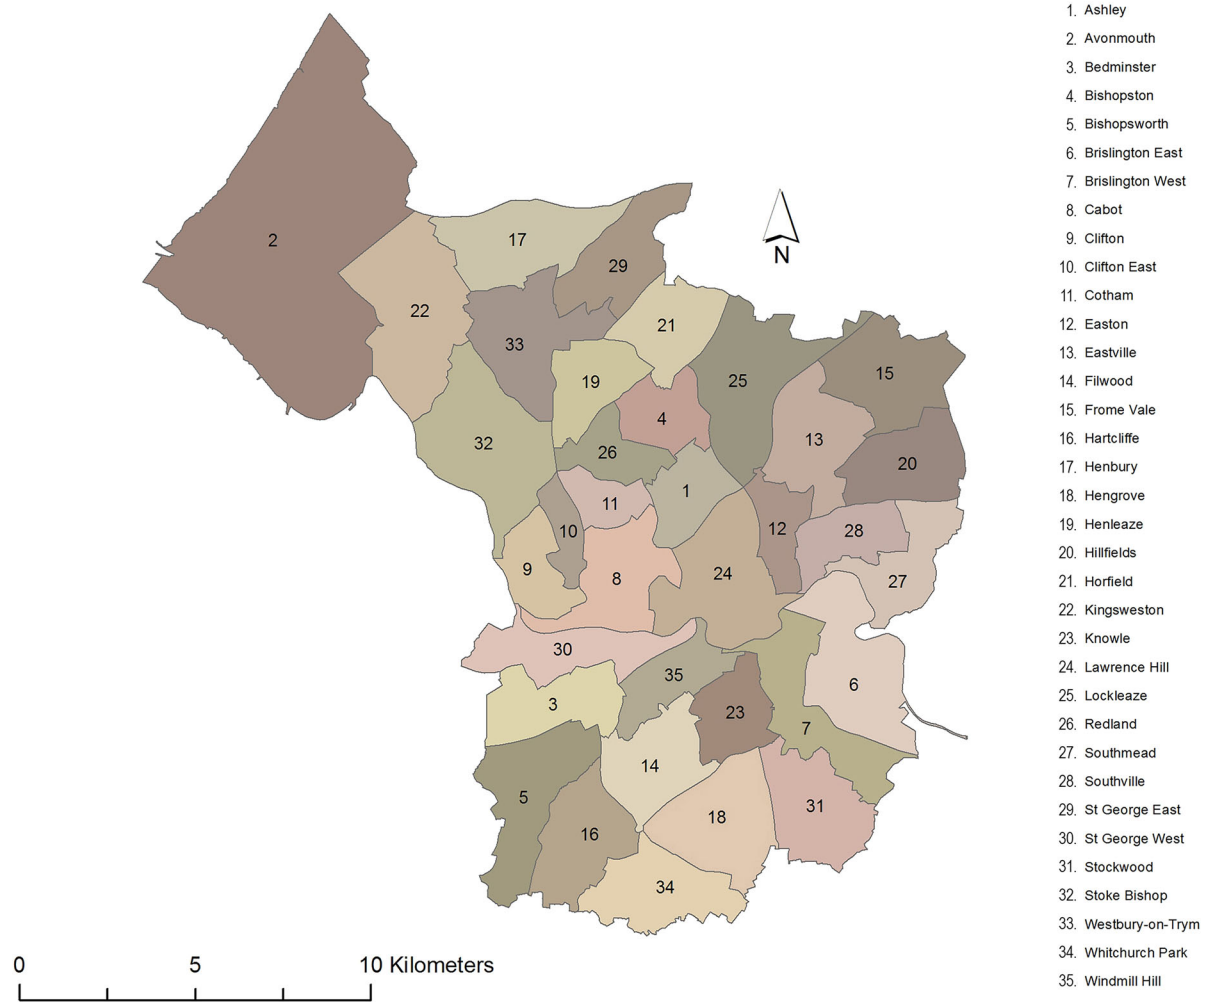 1. Ashley
2. Avonmouth
3. Bedminster
4. Bishopston
5. Bishopsworth
6. Brislington East
7. Brislington West
8. Cabot
9. Clifton
10. Clifton East
11. Cotham
12. Easton
13. Eastville
14. Filwood
15. Frome Vale
16. Hartcliffe
17. Henbury
18. Hengrove
19. Henleaze
20. Hillfields
21. Horfield
22. Kingsweston
23. Knowle
24. Lawrence Hill
25. Lockleaze
26. Redland
27. Southmead
28. Southville
29. St George East
30. St George West
31. Stockwood
32. Stoke Bishop
33. Westbury-on-Trym
34. Whitchurch Park
35. Windmill Hill
2
17
29
22
21
33
15
25
19
4
13
32
26
20
1
11
28
10
12
9
24
8
27
30
35
6
3
23
7
14
5
31
18
16
34
N
0 5 10 Kilometers